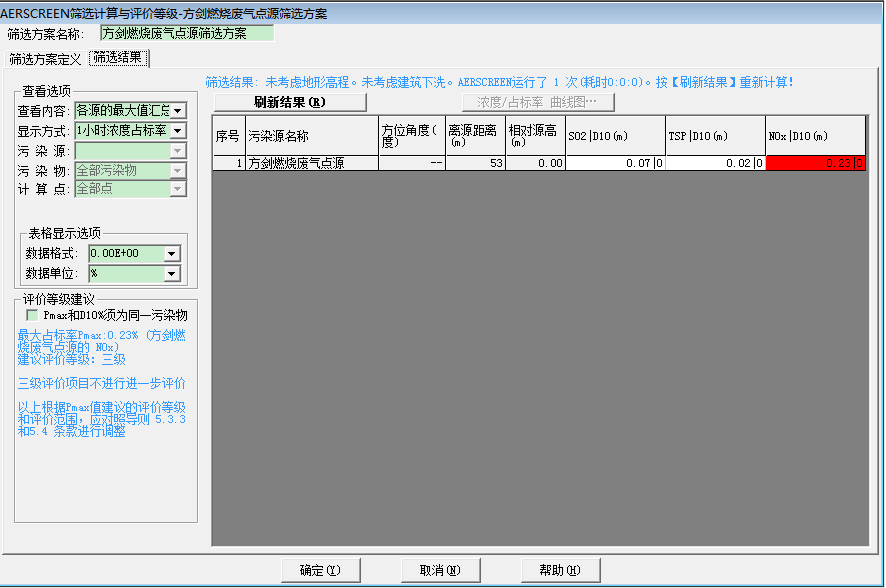 AERSCREEN筛选计算与评价等级-方剑燃烧废气点源筛选方案
筛选方案名称: 方剑燃烧废气点源筛选方案
筛选方案定义 筛选结果
筛选结果: 未考虑地形高程。未考虑建筑下洗。AERSCREEN运行了 1 次(耗时0:0:0)。按【刷新结果】重新计算!
刷新结果(R) 浓度/占标率 曲线图…
查看选项
查看内容: 各源的最大值汇总
显示方式: 1小时浓度占标率
污 染 源:
污 染 物: 全部污染物
计 算 点: 全部点
表格显示选项
数据格式: 0.00E+00
数据单位: %
评价等级建议
Pmax和D10%须为同一污染物
最大占标率Pmax:0.23% (方剑燃
烧废气点源的 NOx)
建议评价等级: 三级
三级评价项目不进行进一步评价
以上根据Pmax值建议的评价等级
和评价范围, 应对照导则 5.3.3
和5.4 条款进行调整
序号 污染源名称 方位角度(度) 离源距离(m) 相对源高(m) SO2|D10(m) TSP|D10(m) NOx|D10(m)
1 方剑燃烧废气点源 -- 53 0.00 0.07|0 0.02|0 0.23|0
确定(Y) 取消(N) 帮助(H)